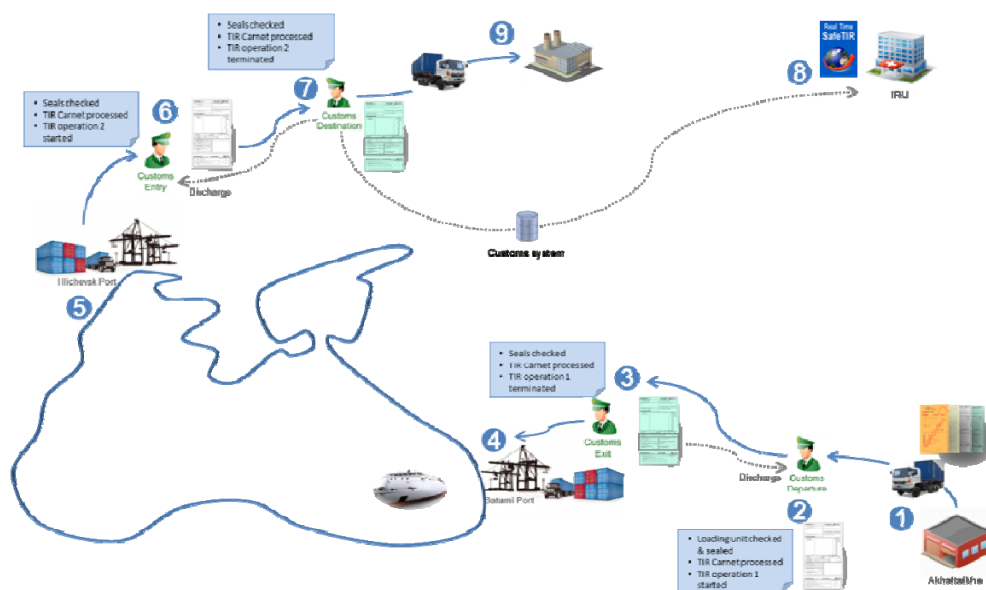 • Seals checked
• TIR Carnet processed
• TIR operation 2
terminated
9
Real Time
SafeTIR
8
IRU
7
Customs
Destination
• Seals checked
• TIR Carnet processed
• TIR operation 2
started
6
Customs
Entry
Discharge
Customs system
Illichevsk Port
5
• Seals checked
• TIR Carnet processed
• TIR operation 1
terminated
3
4
Customs
Exit
Batumi Port
Discharge
Customs
Departure
2
1
• Loading unit checked
& sealed
• TIR Carnet processed
• TIR operation 1
started